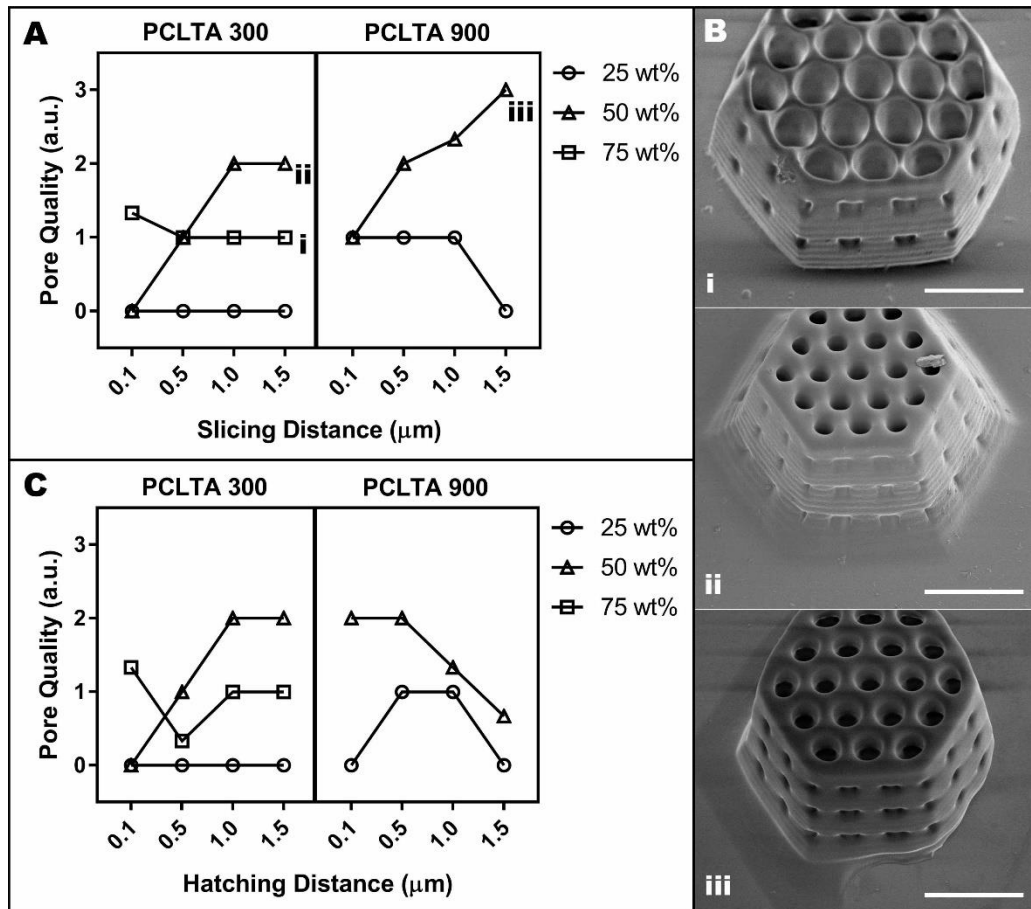 A
PCLTA 300
PCLTA 900
Pore Quality (a.u.)
3
2
1
0
ii
i
iii
0.1
0.5
1.0
1.5
0.1
0.5
1.0
1.5
Slicing Distance (μm)
25 wt%
50 wt%
75 wt%
B
i
ii
iii
C
PCLTA 300
PCLTA 900
Pore Quality (a.u.)
3
2
1
0
0.1
0.5
1.0
1.5
0.1
0.5
1.0
1.5
Hatching Distance (μm)
25 wt%
50 wt%
75 wt%